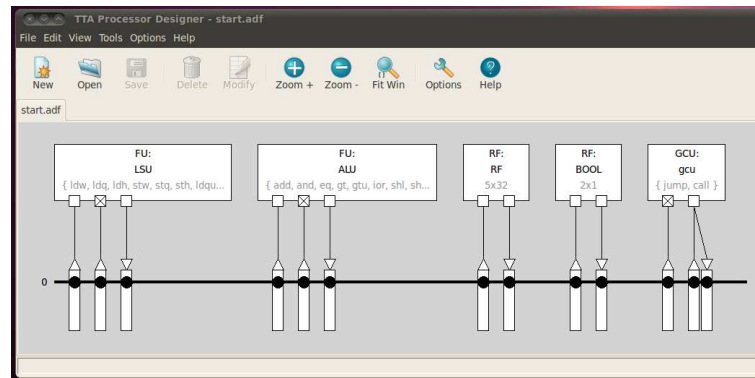 TTA Processor Designer - start.adf
File Edit View Tools Options Help
New Open Save Delete Modify Zoom + Zoom - Fit Win Options Help
start.adf
FU: FU: RF: RF: GCU:
LSU ALU RF BOOL gcu
{ ldw, ldq, ldh, stw, stq, sth, ldqu... { add, and, eq, gt, gtu, ior, shl, sh... 5x32 2x1 { jump, call }
0